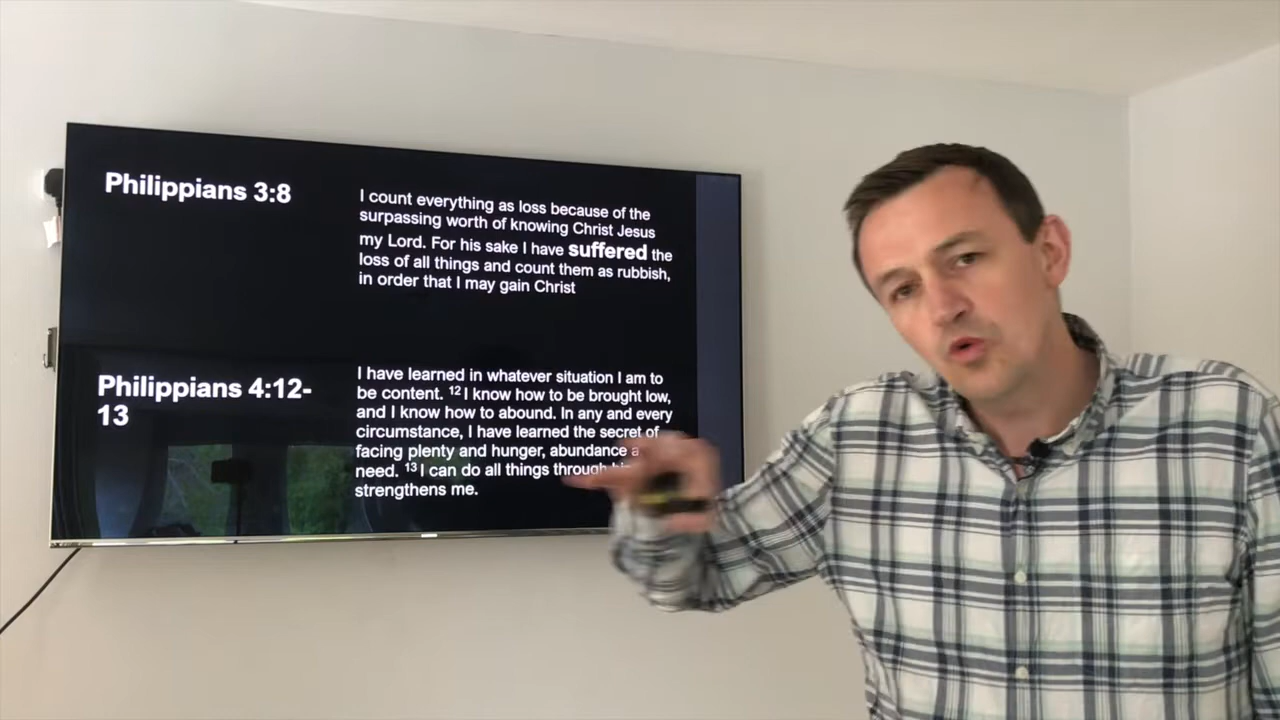 Philippians 3:8
I count everything as loss because of the
surpassing worth of knowing Christ Jesus
my Lord. For his sake I have suffered the
loss of all things and count them as rubbish,
in order that I may gain Christ
Philippians 4:12-
13
I have learned in whatever situation I am to
be content. ¹² I know how to be brought low,
and I know how to abound. In any and every
circumstance, I have learned the secret of
facing plenty and hunger, abundance
need. ¹³ I can do all things through
strengthens me.